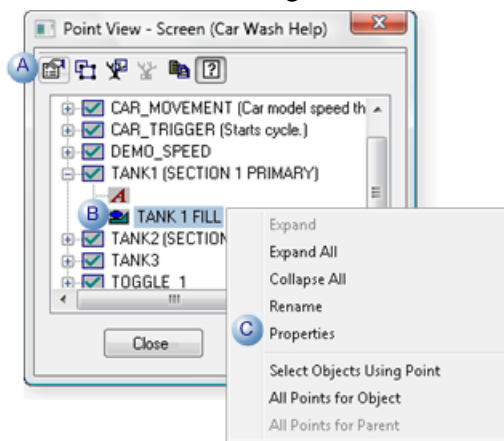 Point View - Screen (Car Wash Help)
A
CAR_MOVEMENT (Car model speed th
CAR_TRIGGER (Starts cycle.)
DEMO_SPEED
TANK1 (SECTION 1 PRIMARY)
A
B TANK 1 FILL
TANK2 (SECTION
TANK3
TOGGLE_1
Close
Expand
Expand All
Collapse All
Rename
C Properties
Select Objects Using Point
All Points for Object
All Points for Parent